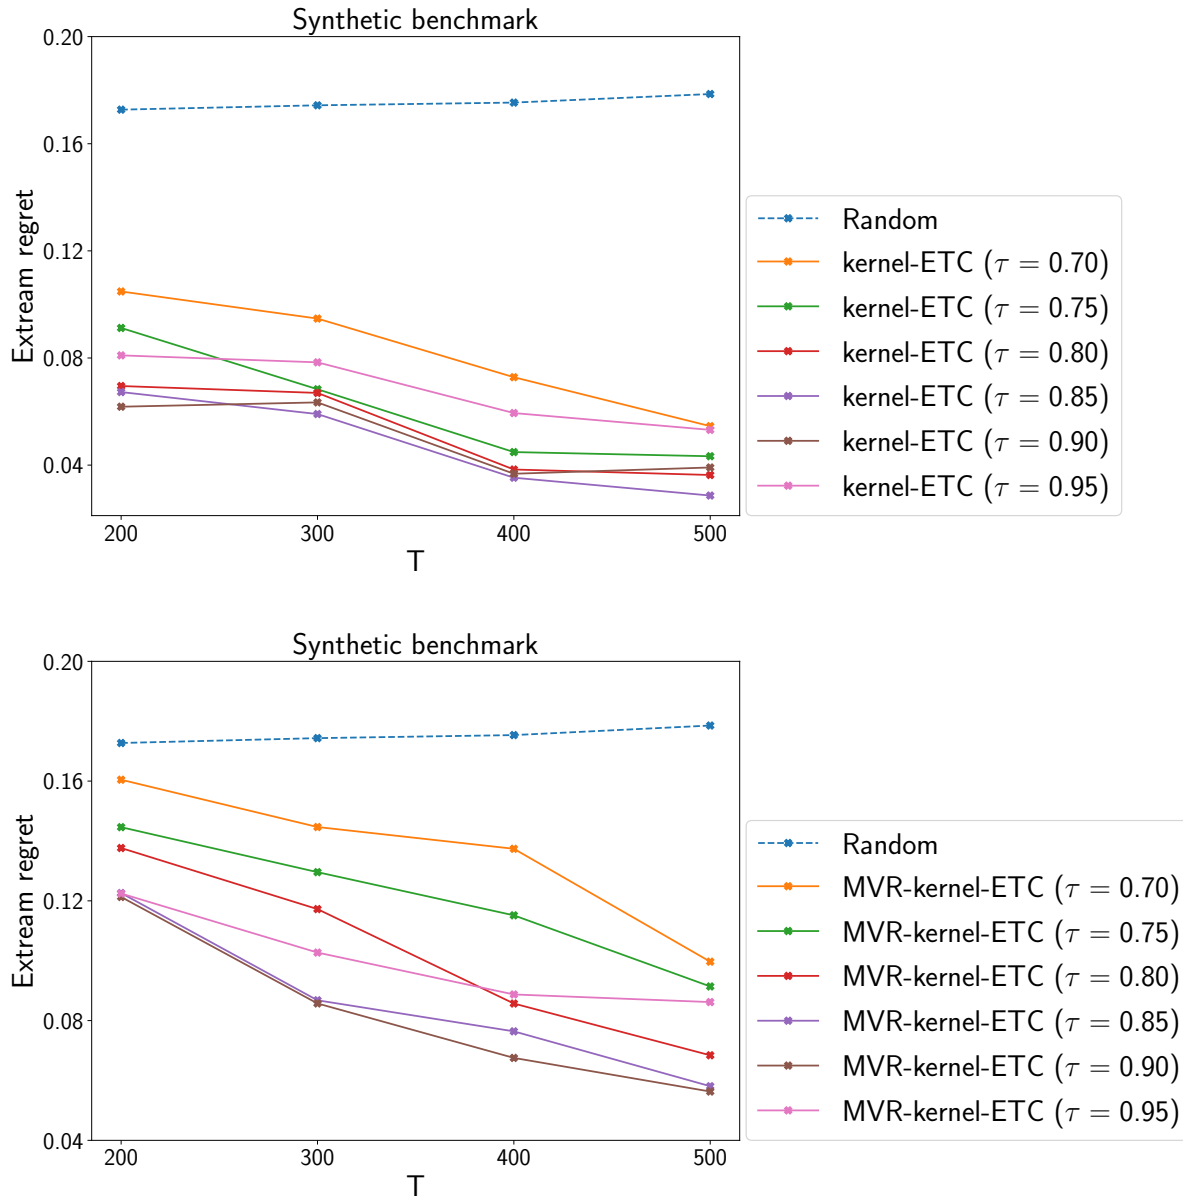 Synthetic benchmark
0.20
0.16
0.12
0.08
0.04
Extream regret
200 300 400 500
T
Random
kernel-ETC (τ = 0.70)
kernel-ETC (τ = 0.75)
kernel-ETC (τ = 0.80)
kernel-ETC (τ = 0.85)
kernel-ETC (τ = 0.90)
kernel-ETC (τ = 0.95)
Synthetic benchmark
0.20
0.16
0.12
0.08
0.04
Extream regret
200 300 400 500
T
Random
MVR-kernel-ETC (τ = 0.70)
MVR-kernel-ETC (τ = 0.75)
MVR-kernel-ETC (τ = 0.80)
MVR-kernel-ETC (τ = 0.85)
MVR-kernel-ETC (τ = 0.90)
MVR-kernel-ETC (τ = 0.95)